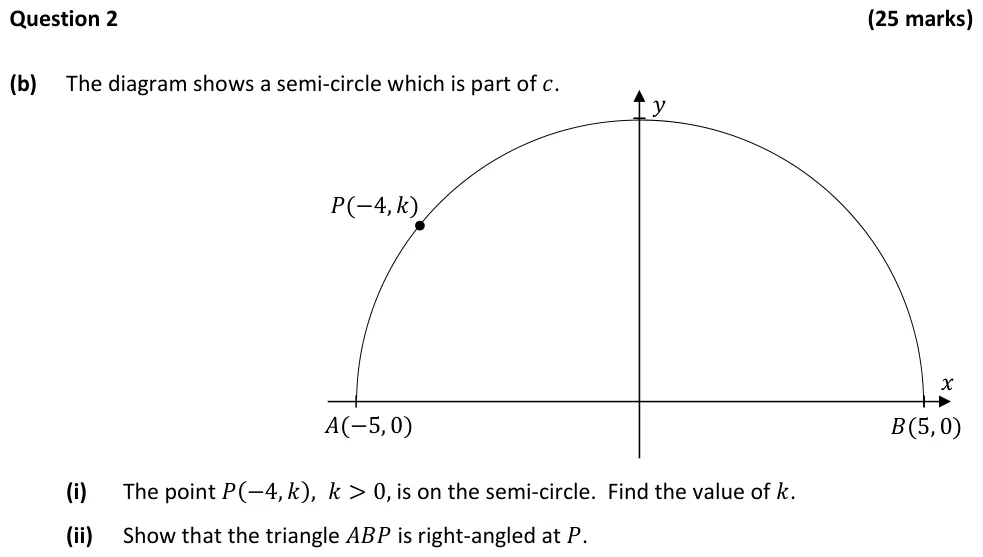 Question 2 (25 marks)
(b) The diagram shows a semi-circle which is part of c.
y
P(−4, k)
x
A(−5, 0) B(5, 0)
(i) The point P(−4, k), k > 0, is on the semi-circle. Find the value of k.
(ii) Show that the triangle ABP is right-angled at P.